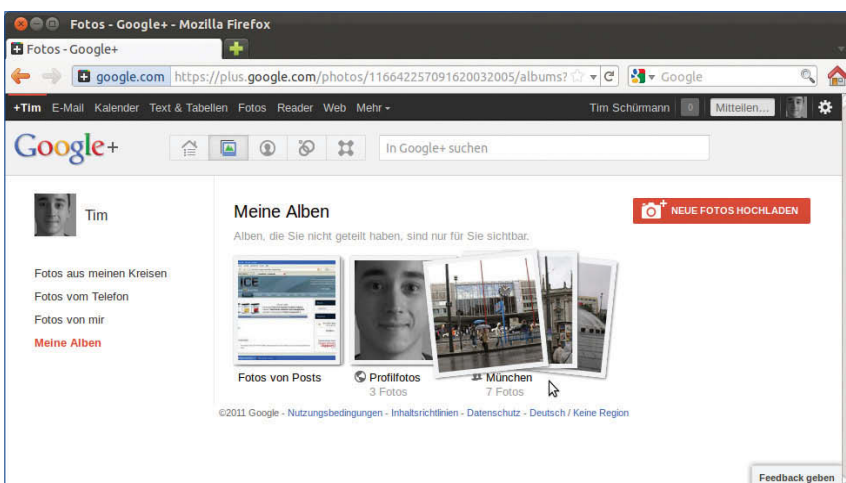 Fotos - Google+ - Mozilla Firefox
Fotos - Google+
google.com https://plus.google.com/photos/116642257091620032005/albums? Google
+Tim E-Mail Kalender Text & Tabellen Fotos Reader Web Mehr Tim Schürmann 0 Mitteilen...
Google+ In Google+ suchen
Tim
Meine Alben
NEUE FOTOS HOCHLADEN
Alben, die Sie nicht geteilt haben, sind nur für Sie sichtbar.
Fotos aus meinen Kreisen
Fotos vom Telefon
Fotos von mir
Meine Alben
ICE
Fotos von Posts Profilfotos München
3 Fotos 7 Fotos
©2011 Google - Nutzungsbedingungen - Inhaltsrichtlinien - Datenschutz - Deutsch / Keine Region
Feedback geben